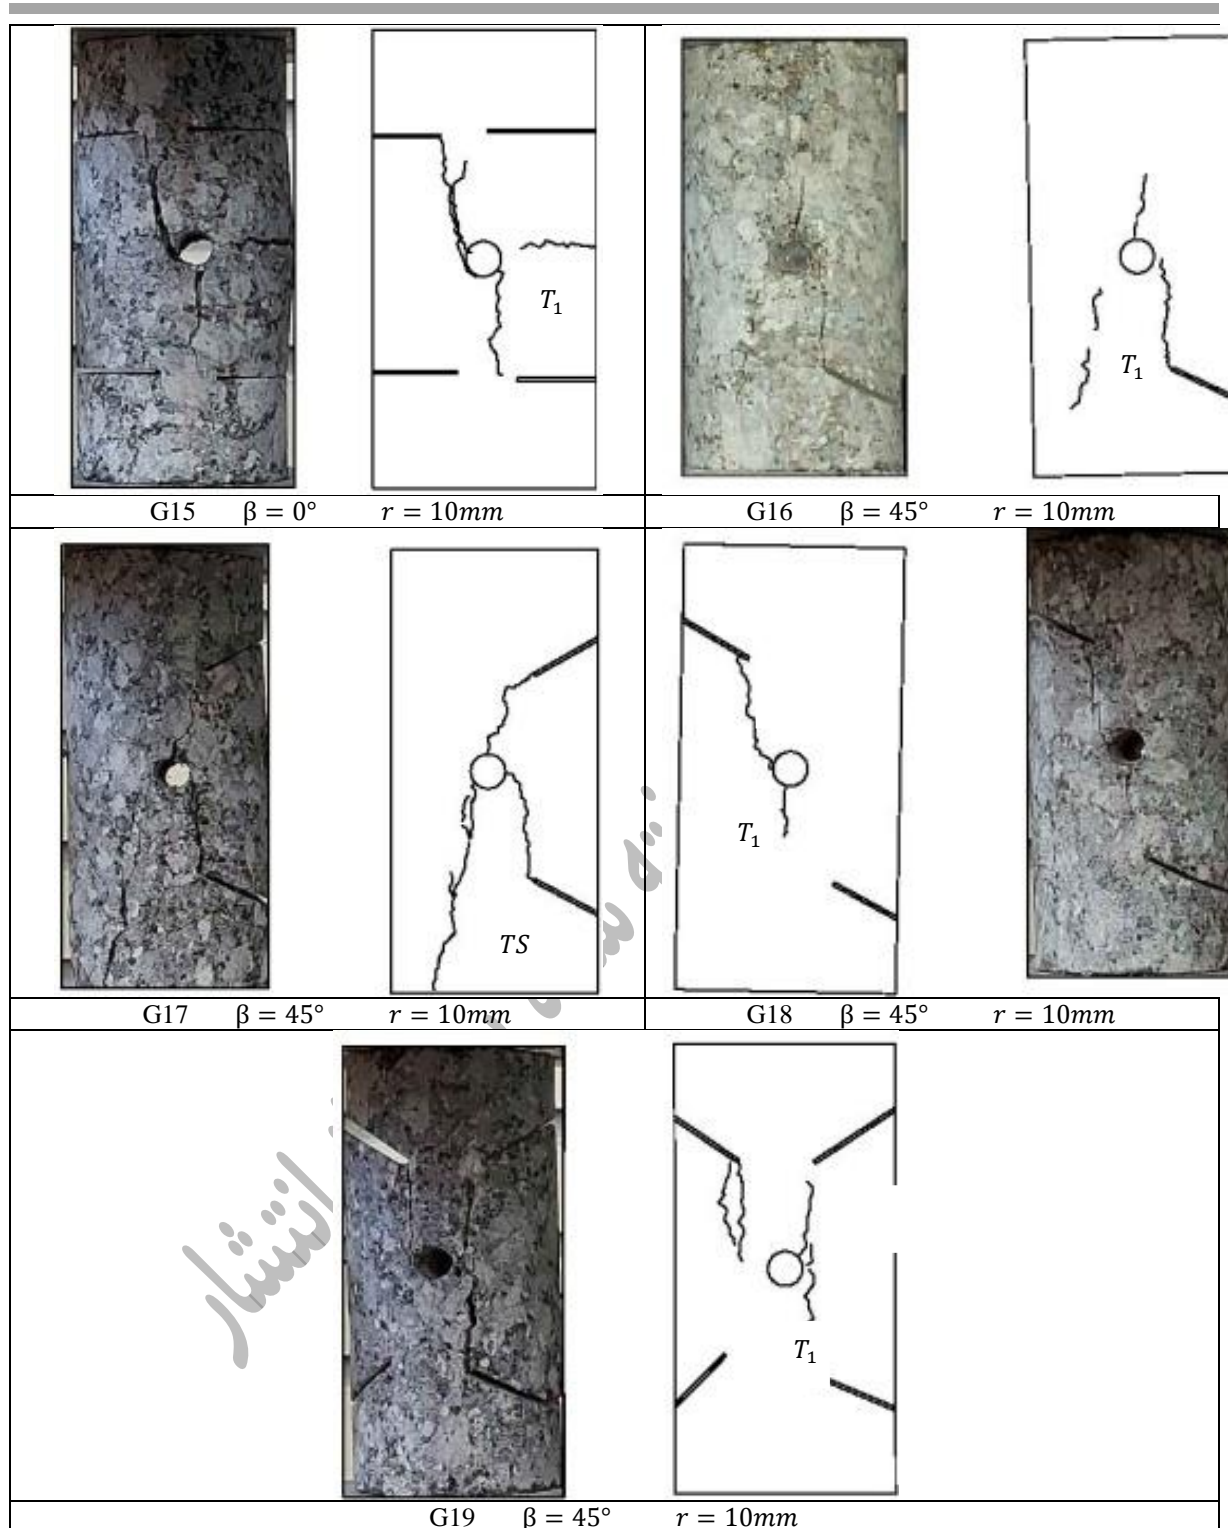 T₁
T₁
G15 β = 0° r = 10mm
G16 β = 45° r = 10mm
TS
T₁
G17 β = 45° r = 10mm
G18 β = 45° r = 10mm
T₁
G19 β = 45° r = 10mm
انتشار